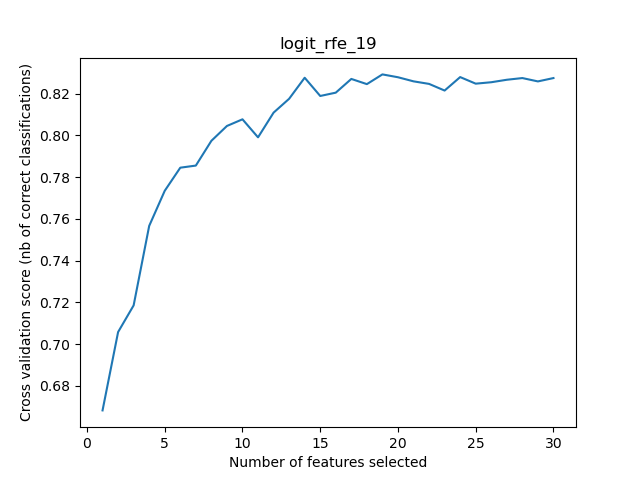 logit_rfe_19
Cross validation score (nb of correct classifications)
0.82
0.80
0.78
0.76
0.74
0.72
0.70
0.68
0 5 10 15 20 25 30
Number of features selected